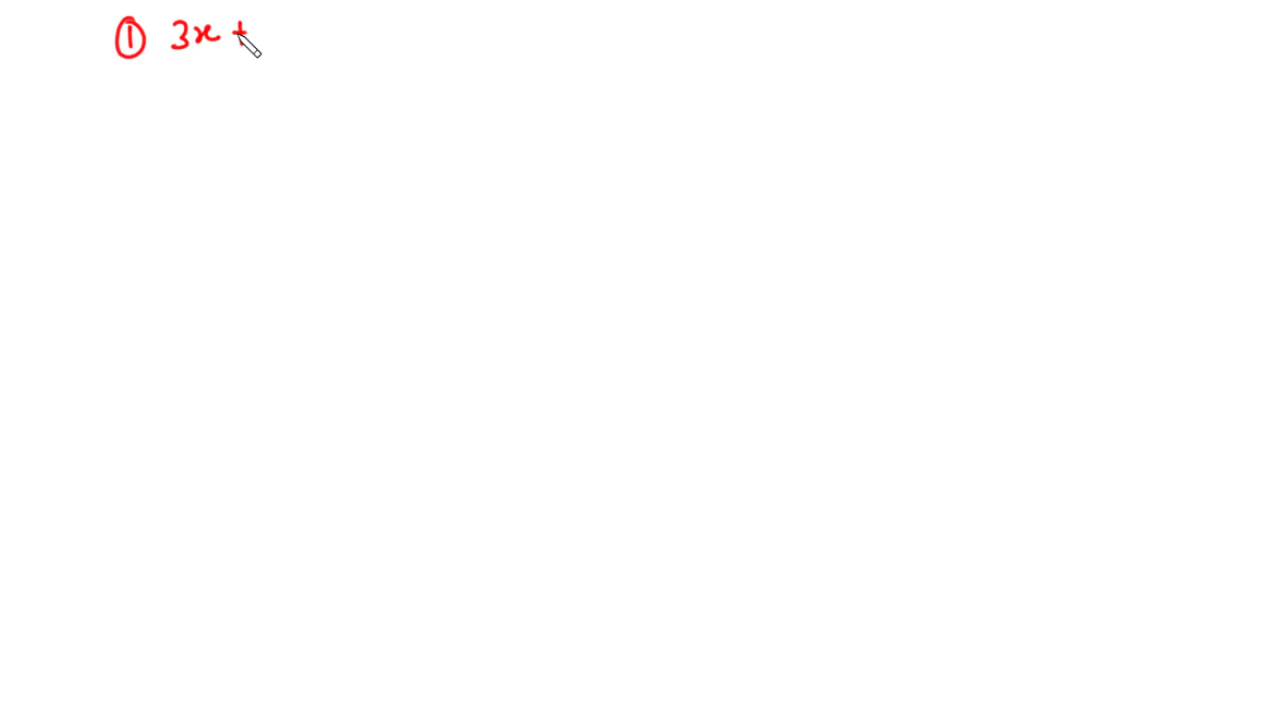 ① 3x +